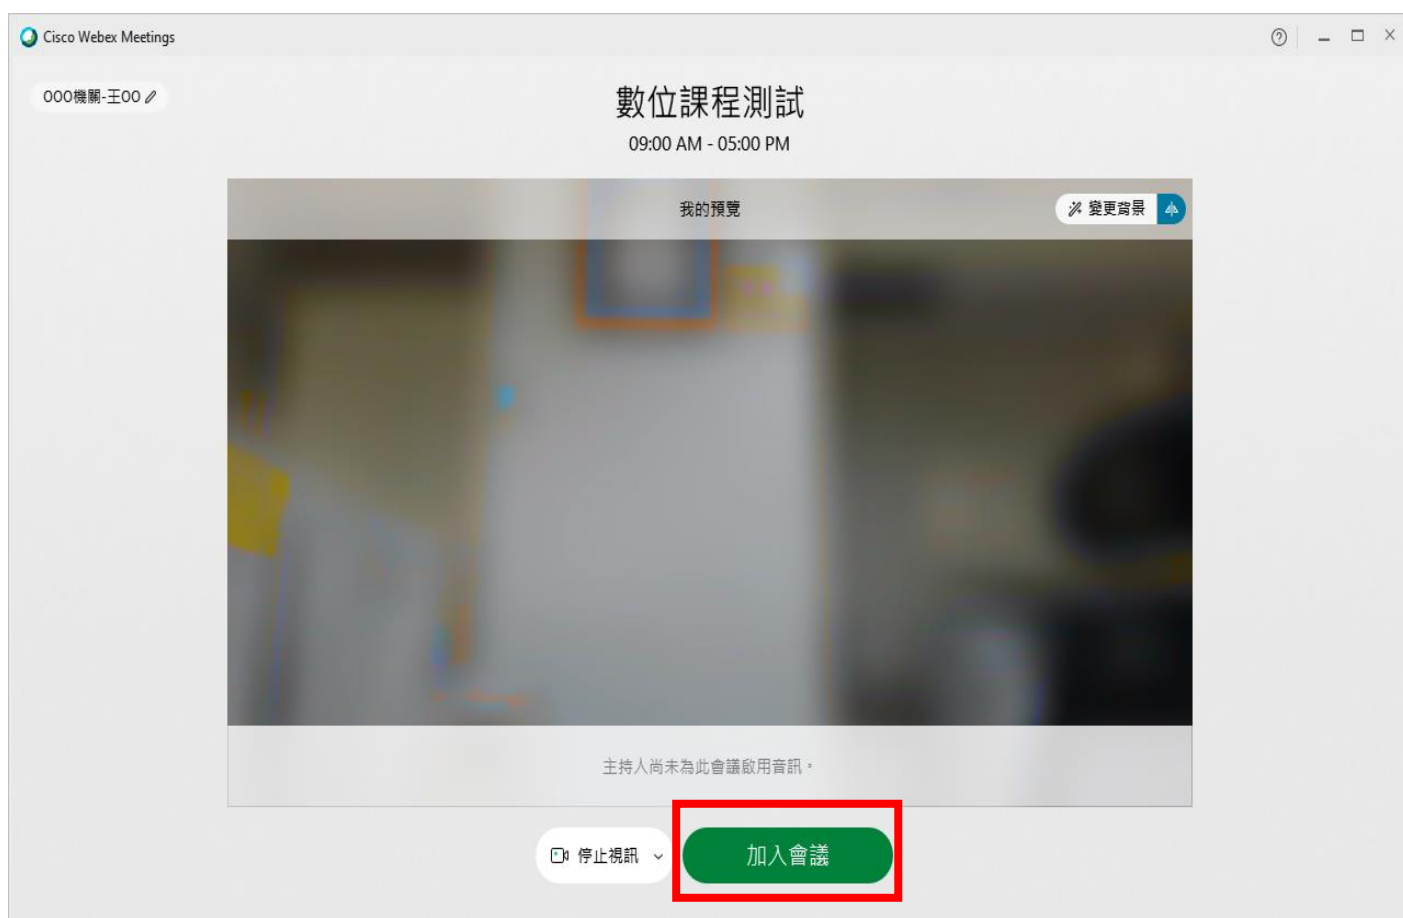 Cisco Webex Meetings
OOO機關-王OO
數位課程測試
09:00 AM - 05:00 PM
我的預覽
變更背景
主持人尚未為此會議啟用音訊。
停止視訊
加入會議